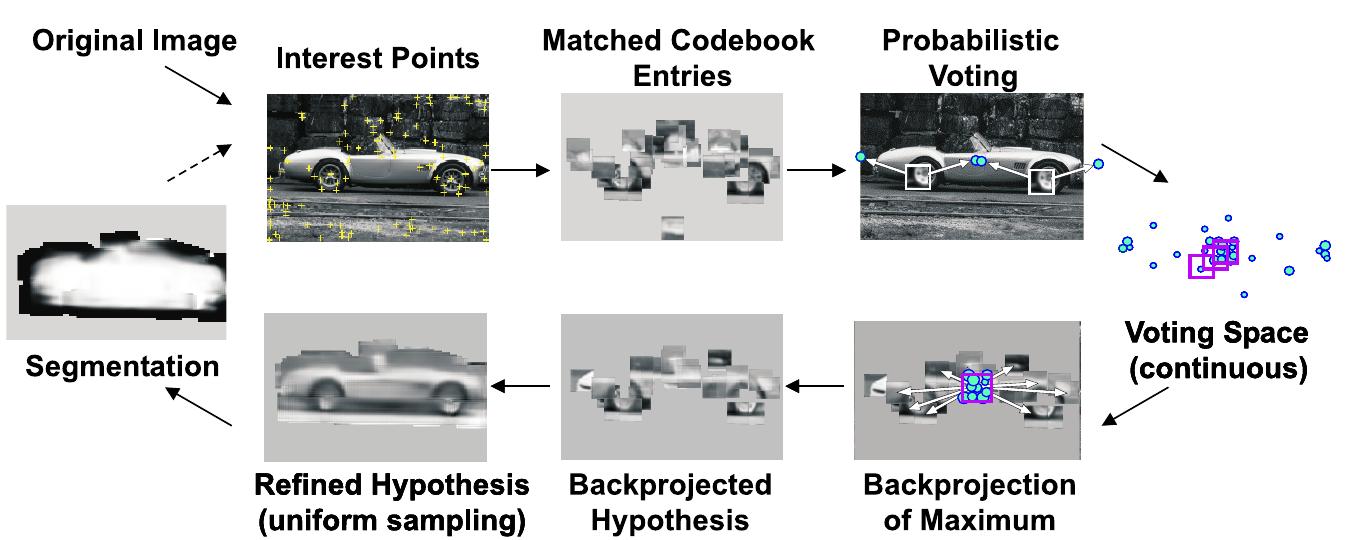 Original Image
Interest Points
Matched Codebook
Entries
Probabilistic
Voting
Voting Space
(continuous)
Segmentation
Refined Hypothesis
(uniform sampling)
Backprojected
Hypothesis
Backprojection
of Maximum